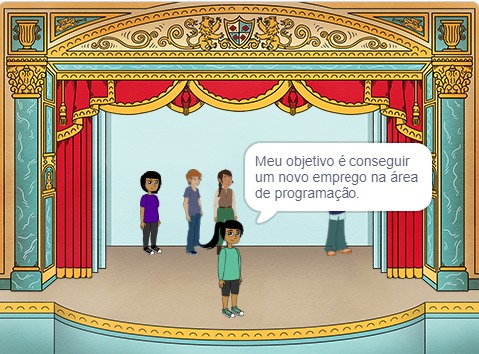 Meu objetivo é conseguir
um novo emprego na área
de programação.